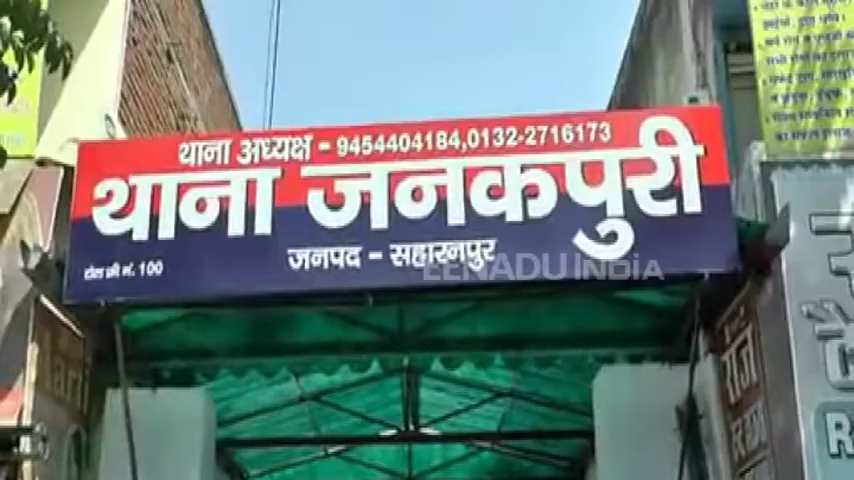 थाना अध्यक्ष - 9454404184,0132-2716173
थाना जनकपुरी
जनपद - सहारनपुर
टोल फ्री नं. 100
EENADU INDIA